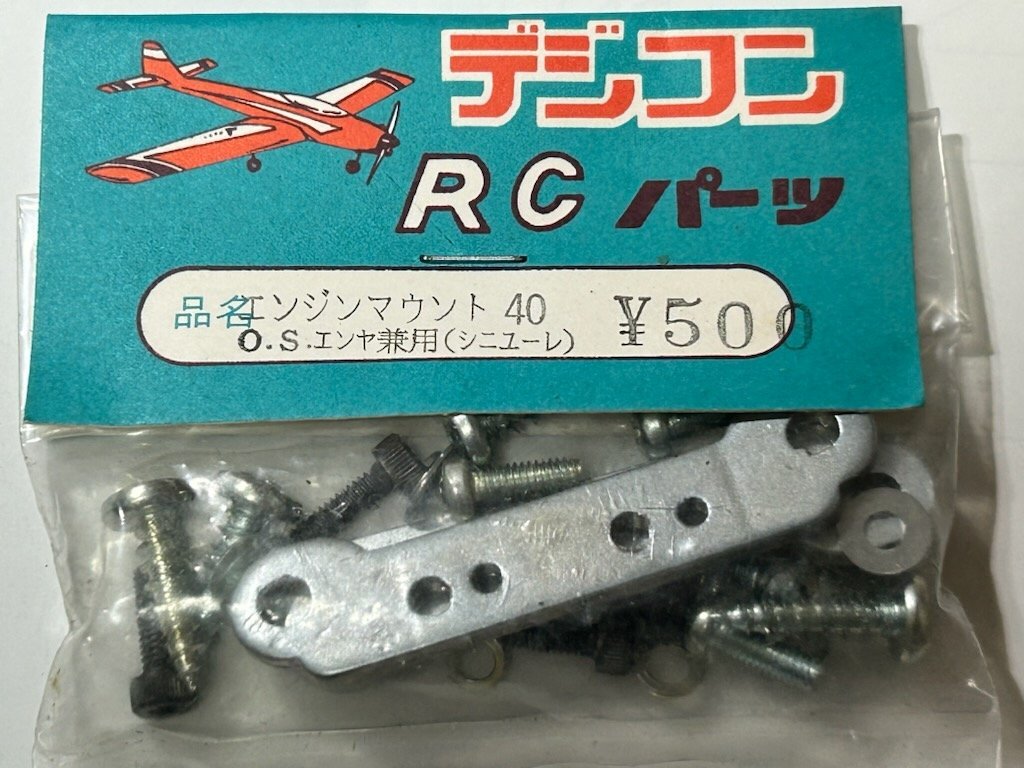 デジコン
RC パーツ
品名 エンジンマウント 40 ¥500
O.S.エンヤ兼用(シニューレ)